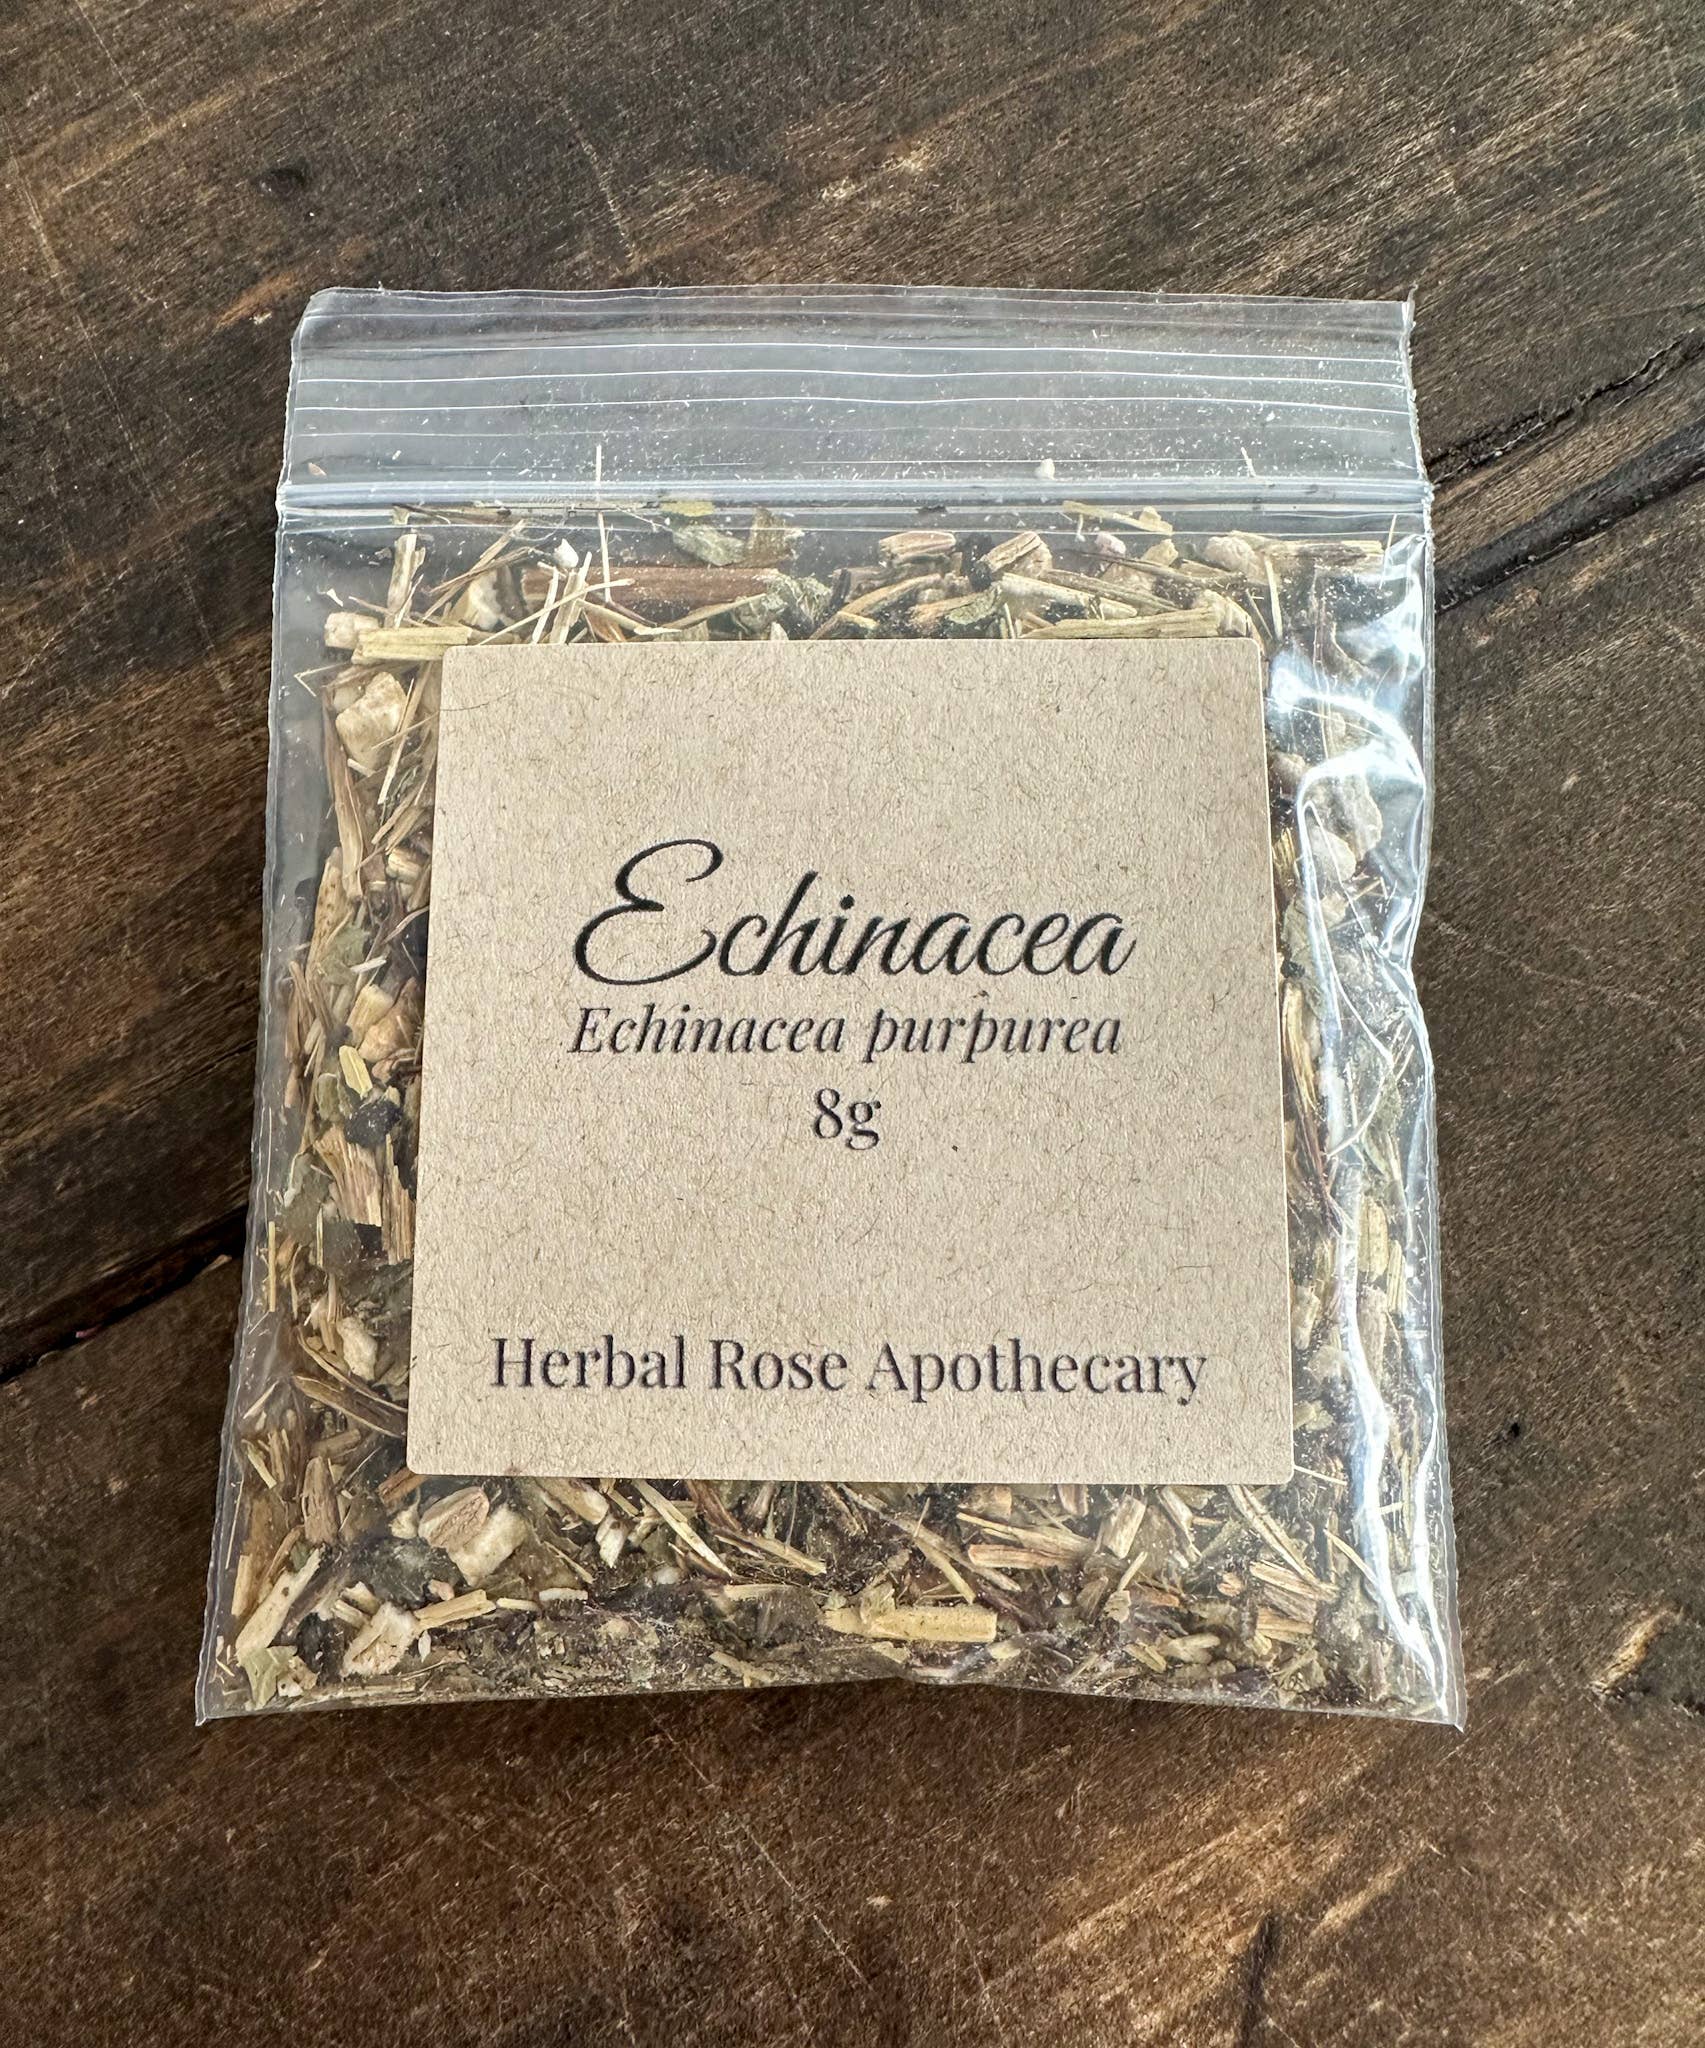 Echinacea
Echinacea purpurea
8g
Herbal Rose Apothecary